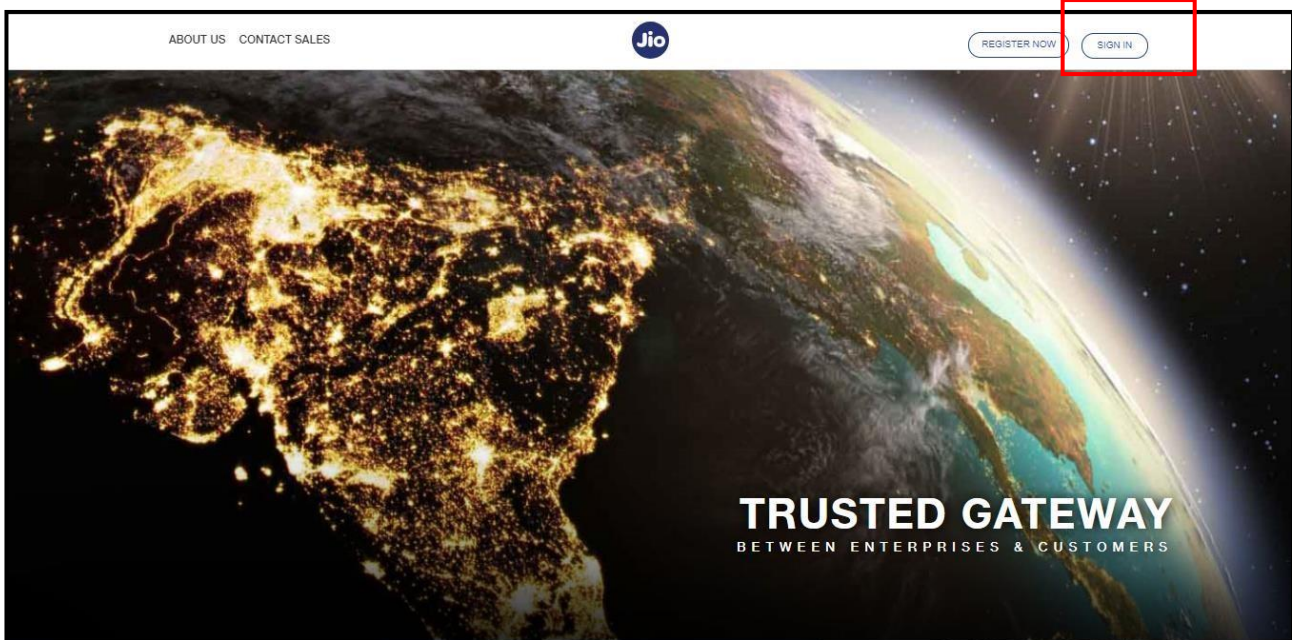 ABOUT US CONTACT SALES
Jio
REGISTER NOW SIGN IN
TRUSTED GATEWAY
BETWEEN ENTERPRISES & CUSTOMERS